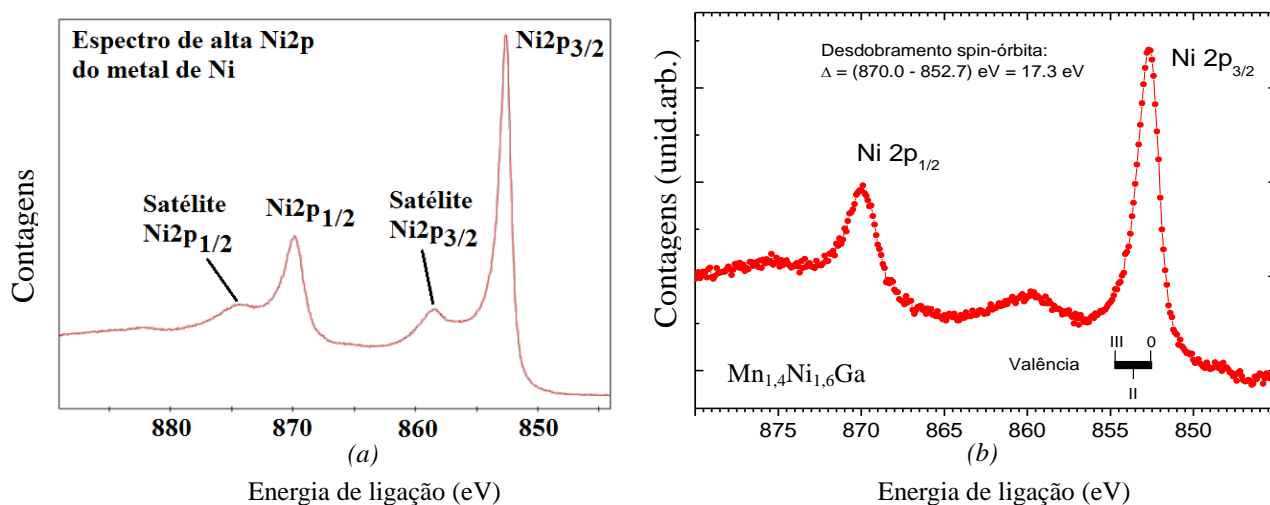 Espectro de alta Ni2p
do metal de Ni
Ni2p3/2
Satélite
Ni2p1/2
Ni2p1/2
Satélite
Ni2p3/2
Contagens
880 870 860 850
(a)
Energia de ligação (eV)
Desdobramento spin-órbita:
Δ = (870.0 - 852.7) eV = 17.3 eV
Ni 2p3/2
Ni 2p1/2
Contagens (unid.arb.)
III 0
Valência
II
Mn1,4Ni1,6Ga
875 870 865 860 855 850
(b)
Energia de ligação (eV)